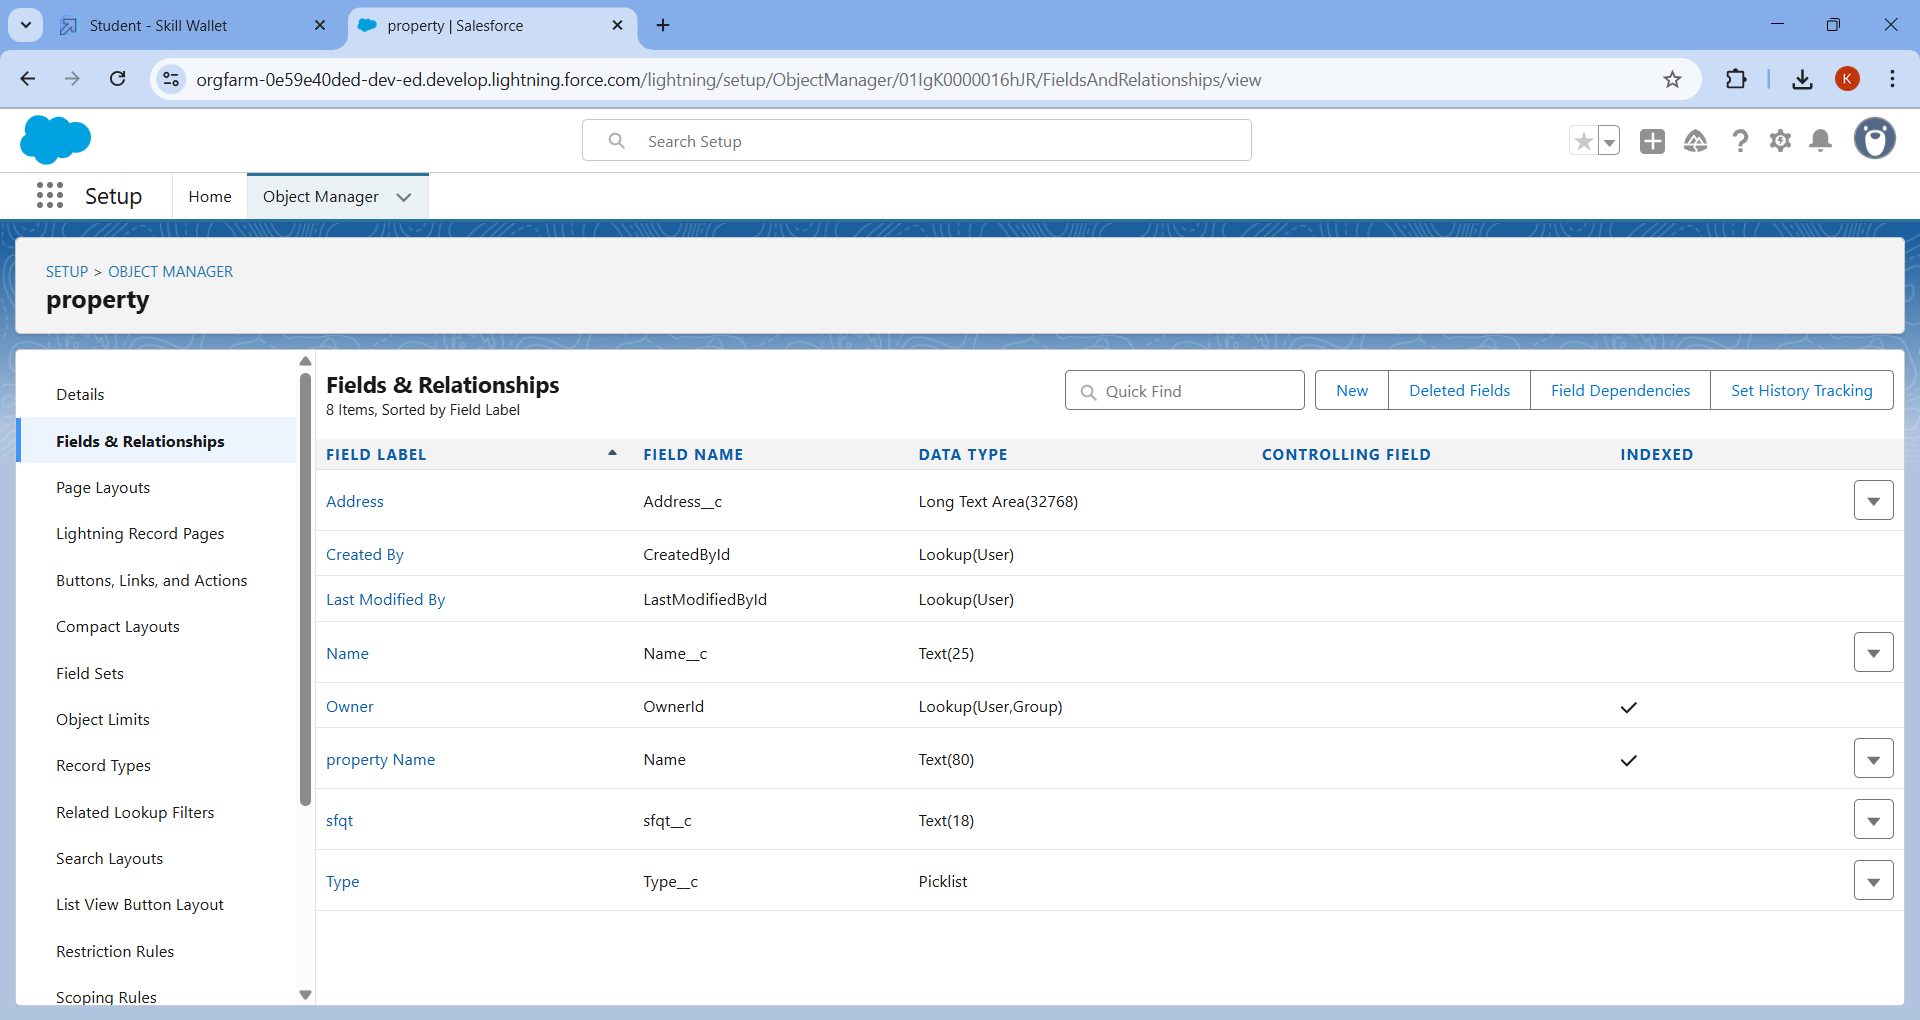 Student - Skill Wallet
property | Salesforce
orgfarm-0e59e40ded-dev-ed.develop.lightning.force.com/lightning/setup/ObjectManager/01IgK0000016hJR/FieldsAndRelationships/view
K
Search Setup
Setup
Home
Object Manager
SETUP > OBJECT MANAGER
property
Details
Fields & Relationships
Page Layouts
Lightning Record Pages
Buttons, Links, and Actions
Compact Layouts
Field Sets
Object Limits
Record Types
Related Lookup Filters
Search Layouts
List View Button Layout
Restriction Rules
Scoping Rules
Fields & Relationships
8 Items, Sorted by Field Label
Quick Find
New
Deleted Fields
Field Dependencies
Set History Tracking
FIELD LABEL FIELD NAME DATA TYPE CONTROLLING FIELD INDEXED
Address Address__c Long Text Area(32768)
Created By CreatedById Lookup(User)
Last Modified By LastModifiedById Lookup(User)
Name Name__c Text(25)
Owner OwnerId Lookup(User,Group)
property Name Name Text(80)
sfqt sfqt__c Text(18)
Type Type__c Picklist